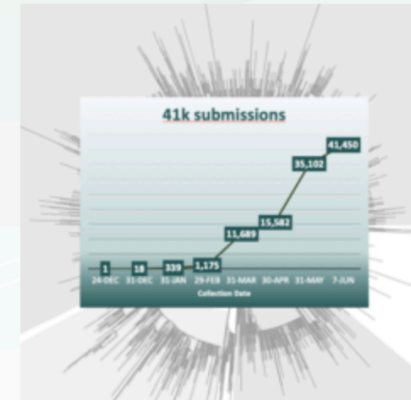 41k submissions
41,450
35,102
15,582
11,689
1,175
339
18
1
24-DEC 31-DEC 31-JAN 29-FEB 31-MAR 30-APR 31-MAY 7-JUN
Collection Date